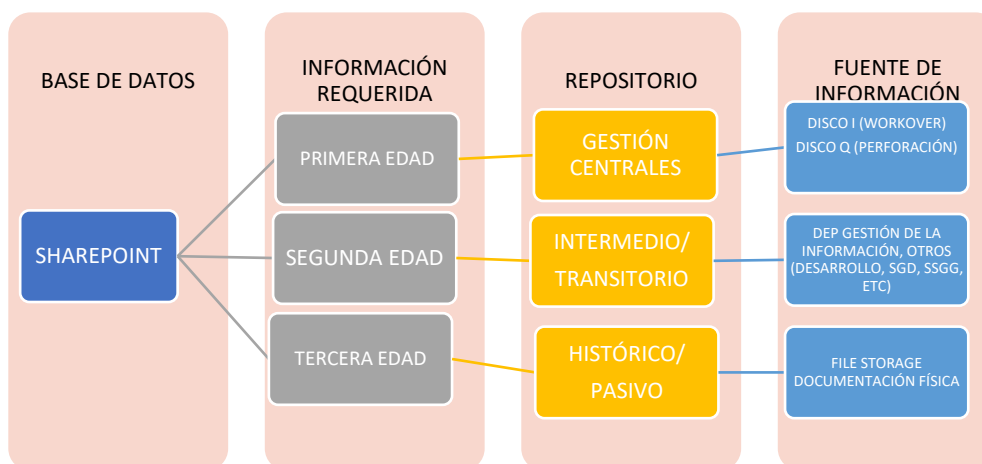 BASE DE DATOS
INFORMACIÓN
REQUERIDA
REPOSITORIO
FUENTE DE
INFORMACIÓN
SHAREPOINT
PRIMERA EDAD
GESTIÓN
CENTRALES
DISCO I (WORKOVER)
DISCO Q (PERFORACIÓN)
SEGUNDA EDAD
INTERMEDIO/
TRANSITORIO
DEP GESTIÓN DE LA
INFORMACIÓN, OTROS
(DESARROLLO, SGD, SSGG,
ETC)
TERCERA EDAD
HISTÓRICO/
PASIVO
FILE STORAGE
DOCUMENTACIÓN FÍSICA